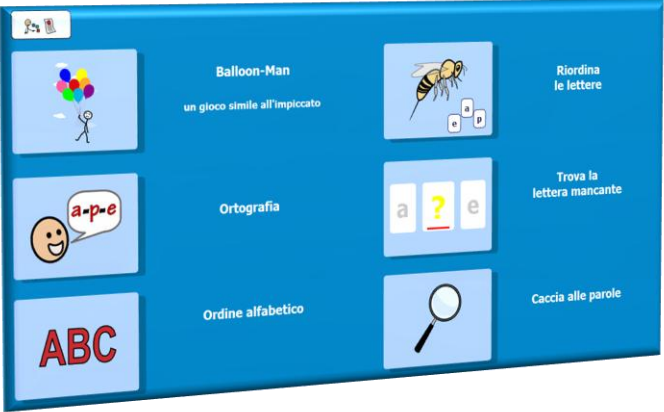 Balloon-Man
un gioco simile all'impiccato
a-p-e
Ortografia
ABC
Ordine alfabetico
a
e
p
Riordina
le lettere
a ? e
Trova la
lettera mancante
Caccia alle parole